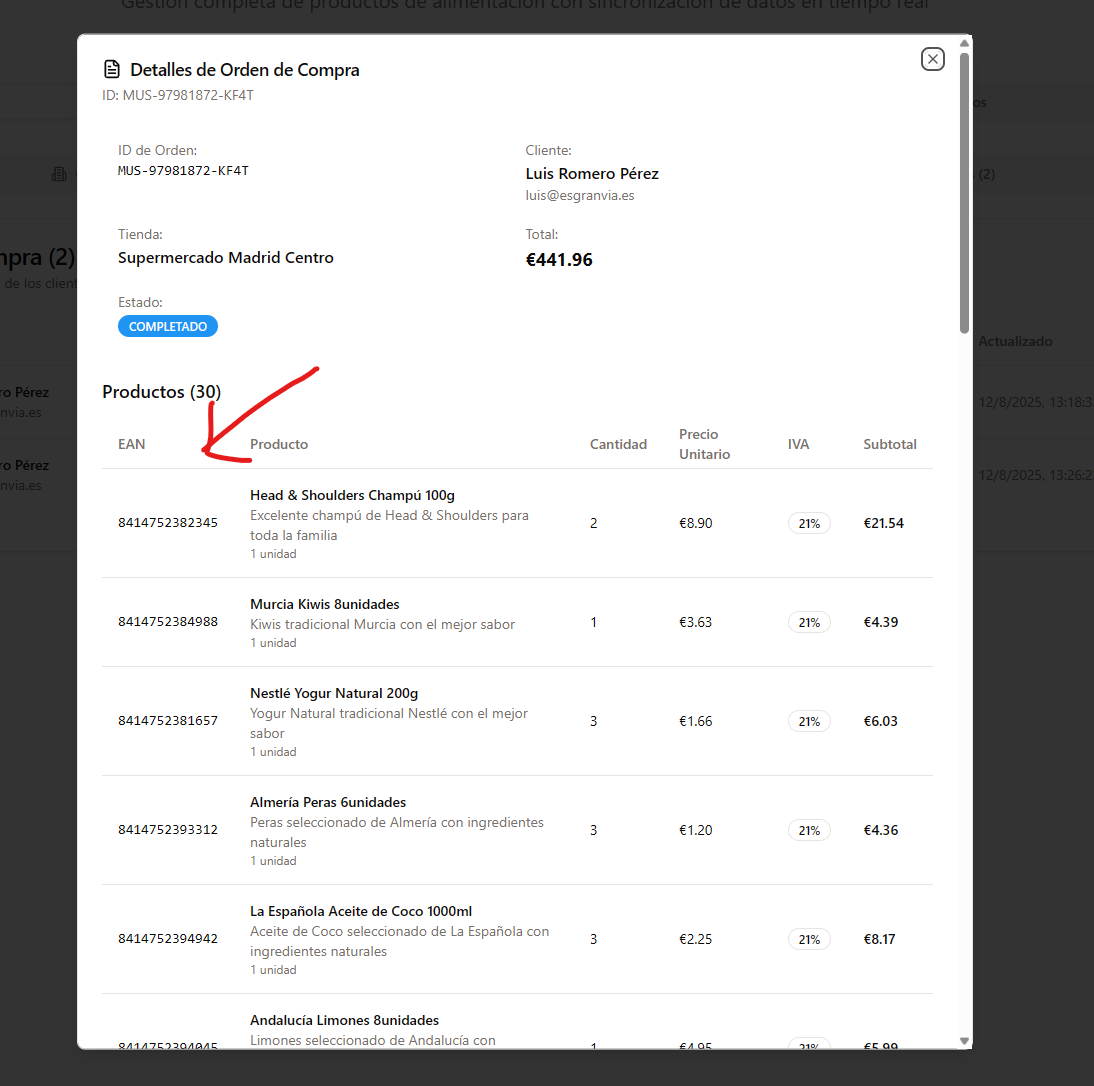 Gestión completa de productos de alimentación con sincronización de datos en tiempo real
Detalles de Orden de Compra
ID: MUS-97981872-KF4T
os
ID de Orden:
MUS-97981872-KF4T
Cliente:
Luis Romero Pérez
luis@esgranvia.es
(2)
Tienda:
Supermercado Madrid Centro
Total:
€441.96
mpra (2)
de los client
Estado:
COMPLETADO
Actualizado
Productos (30)
ro Pérez
nvia.es
12/8/2025, 13:18:3
EAN Producto Cantidad Precio Unitario IVA Subtotal
ro Pérez
nvia.es
12/8/2025, 13:26:2
Head & Shoulders Champú 100g
8414752382345 Excelente champú de Head & Shoulders para 2 €8.90 21% €21.54
toda la familia
1 unidad
Murcia Kiwis 8unidades
8414752384988 Kiwis tradicional Murcia con el mejor sabor 1 €3.63 21% €4.39
1 unidad
Nestlé Yogur Natural 200g
8414752381657 Yogur Natural tradicional Nestlé con el mejor 3 €1.66 21% €6.03
sabor
1 unidad
Almería Peras 6unidades
8414752393312 Peras seleccionado de Almería con ingredientes 3 €1.20 21% €4.36
naturales
1 unidad
La Española Aceite de Coco 1000ml
8414752394942 Aceite de Coco seleccionado de La Española con 3 €2.25 21% €8.17
ingredientes naturales
1 unidad
Andalucía Limones 8unidades
8414752394045 Limones seleccionado de Andalucía con 1 €4.95 21% €5.99